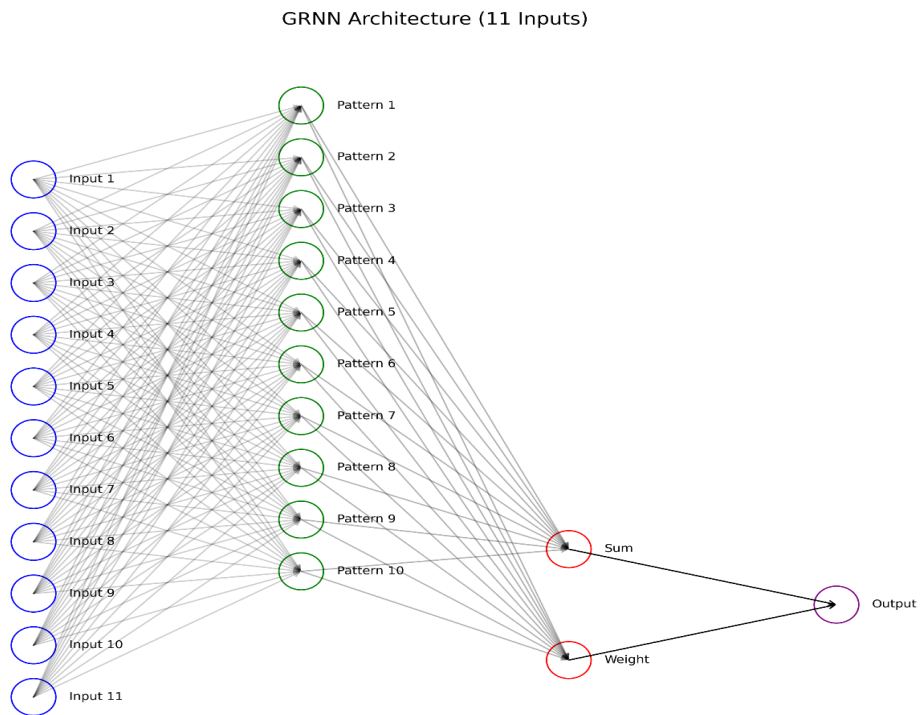 GRNN Architecture (11 Inputs)
Input 1
Input 2
Input 3
Input 4
Input 5
Input 6
Input 7
Input 8
Input 9
Input 10
Input 11
Pattern 1
Pattern 2
Pattern 3
Pattern 4
Pattern 5
Pattern 6
Pattern 7
Pattern 8
Pattern 9
Pattern 10
Sum
Weight
Output